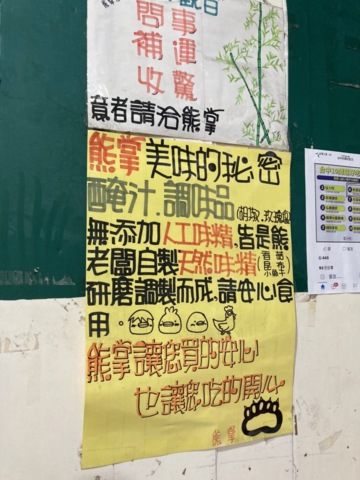 問事
補運
收驚
意者請洽熊掌
熊掌美味的秘密
醃汁.調味品
無添加人工味精,皆是熊
老闆自製天然味精
研磨調製而成,請安心食
用。
熊掌讓您買的安心
也讓您吃的開心
熊掌